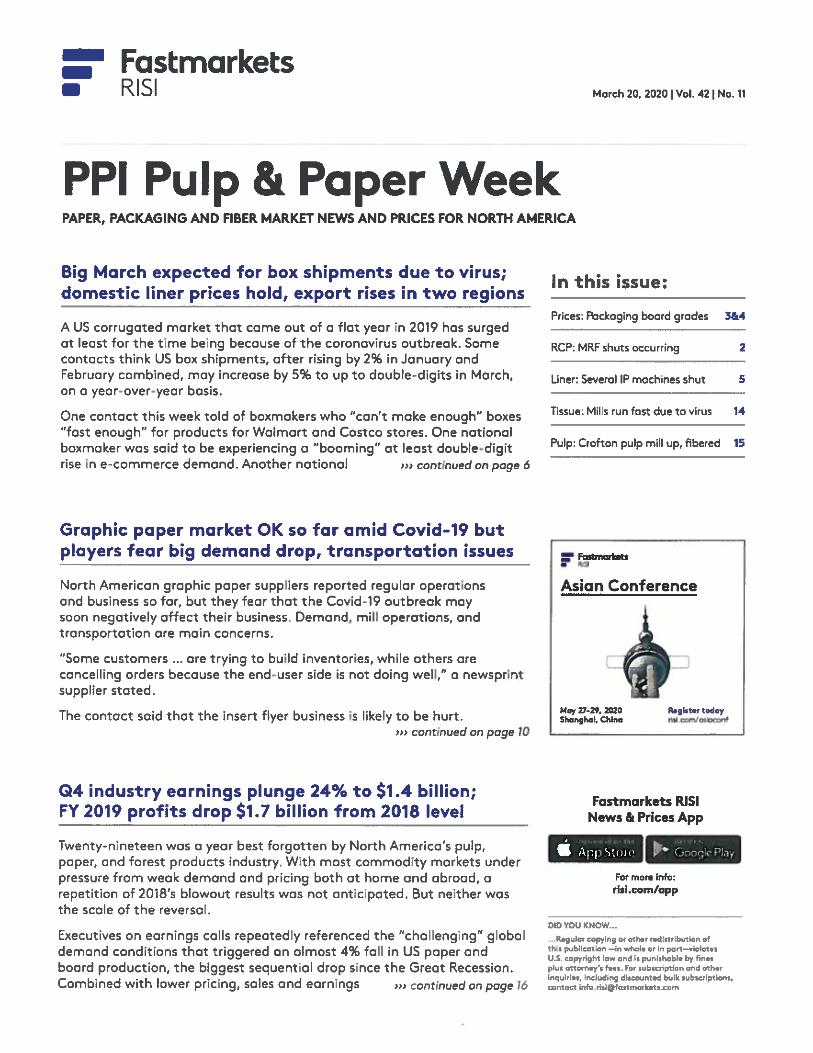 Fastmarkets
RISI
March 20, 2020 | Vol. 42 | No. 11
PPI Pulp & Paper Week
PAPER, PACKAGING AND FIBER MARKET NEWS AND PRICES FOR NORTH AMERICA
Big March expected for box shipments due to virus;
domestic liner prices hold, export rises in two regions
A US corrugated market that came out of a flat year in 2019 has surged
at least for the time being because of the coronavirus outbreak. Some
contacts think US box shipments, after rising by 2% in January and
February combined, may increase by 5% to up to double-digits in March,
on a year-over-year basis.
One contact this week told of boxmakers who "can't make enough" boxes
"fast enough" for products for Walmart and Costco stores. One national
boxmaker was said to be experiencing a "booming" at least double-digit
rise in e-commerce demand. Another national ››› continued on page 6
In this issue:
Prices: Packaging board grades 3&4
RCP: MRF shuts occurring 2
Liner: Several IP machines shut 5
Tissue: Mills run fast due to virus 14
Pulp: Crofton pulp mill up, fibered 15
Graphic paper market OK so far amid Covid-19 but
players fear big demand drop, transportation issues
North American graphic paper suppliers reported regular operations
and business so far, but they fear that the Covid-19 outbreak may
soon negatively affect their business. Demand, mill operations, and
transportation are main concerns.
"Some customers ... are trying to build inventories, while others are
cancelling orders because the end-user side is not doing well," a newsprint
supplier stated.
The contact said that the insert flyer business is likely to be hurt.
››› continued on page 10
Fastmarkets
RISI
Asian Conference
May 27-29, 2020
Shanghai, China
Register today
risi.com/asiaconf
Q4 industry earnings plunge 24% to $1.4 billion;
FY 2019 profits drop $1.7 billion from 2018 level
Twenty-nineteen was a year best forgotten by North America's pulp,
paper, and forest products industry. With most commodity markets under
pressure from weak demand and pricing both at home and abroad, a
repetition of 2018's blowout results was not anticipated. But neither was
the scale of the reversal.
Executives on earnings calls repeatedly referenced the "challenging" global
demand conditions that triggered an almost 4% fall in US paper and
board production, the biggest sequential drop since the Great Recession.
Combined with lower pricing, sales and earnings ››› continued on page 16
Fastmarkets RISI
News & Prices App
App Store
Google Play
For more info:
risi.com/app
DID YOU KNOW...
...Regular copying or other redistribution of
this publication —in whole or in part—violates
U.S. copyright law and is punishable by fines
plus attorney's fees. For subscription and other
inquiries, including discounted bulk subscriptions,
contact info.risi@fastmarkets.com